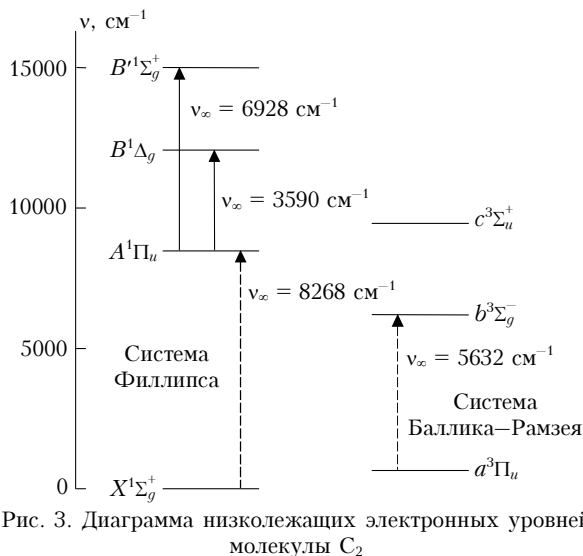 ν, см⁻¹
15000
B′¹Σg⁺
ν∞ = 6928 см⁻¹
B¹Δg
ν∞ = 3590 см⁻¹
10000
c³Σu⁺
A¹Πu
ν∞ = 8268 см⁻¹
b³Σg⁻
5000
Система
Филлипса
ν∞ = 5632 см⁻¹
Система
Баллика–Рамзея
a³Πu
0
X¹Σg⁺
Рис. 3. Диаграмма низколежащих электронных уровней
молекулы C₂